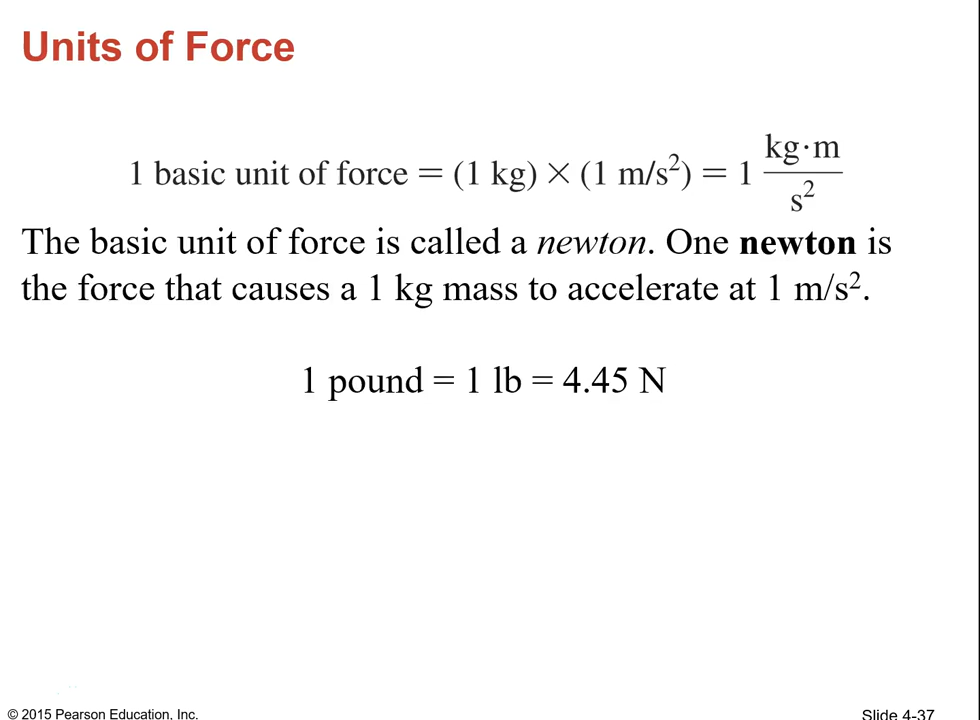 Units of Force
1 basic unit of force = (1 kg) × (1 m/s²) = 1 kg·m/s²
The basic unit of force is called a newton. One newton is
the force that causes a 1 kg mass to accelerate at 1 m/s².
1 pound = 1 lb = 4.45 N
© 2015 Pearson Education, Inc.
Slide 4-37